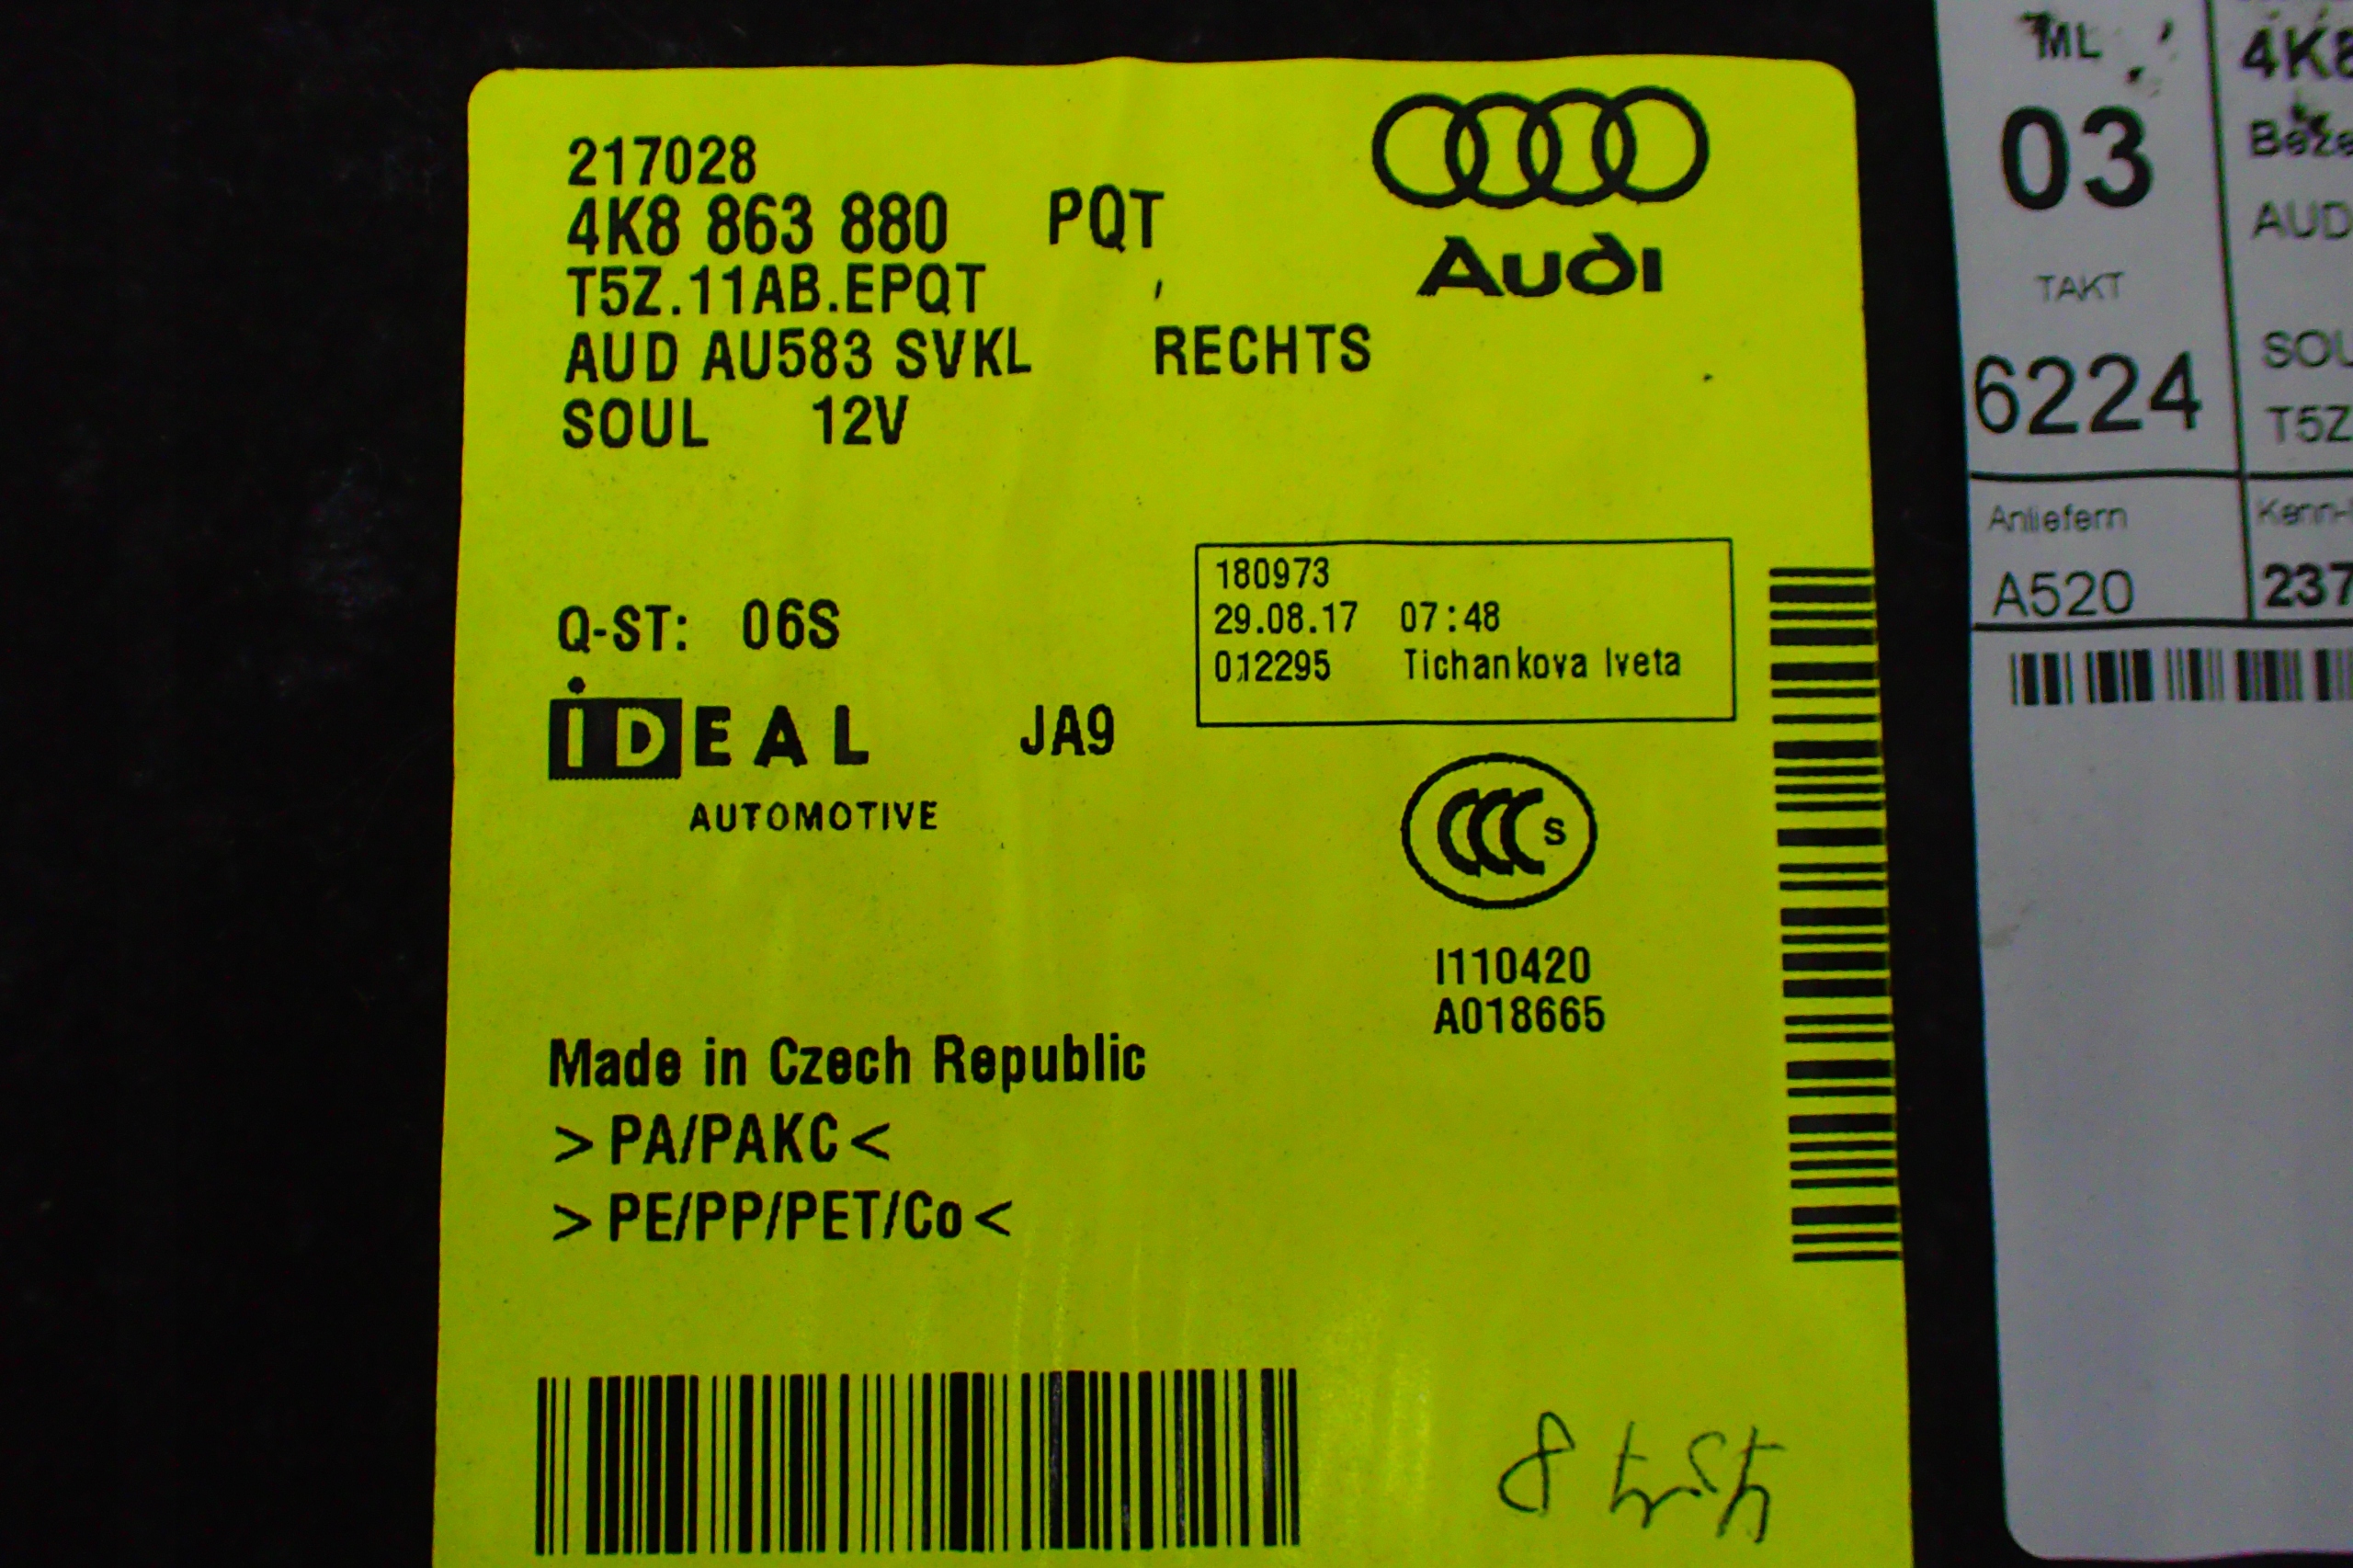 217028
4K8 863 880 PQT
T5Z.11AB.EPQT
AUD AU583 SVKL RECHTS
SOUL 12V
Audi
Q-ST: 06S
180973
29.08.17 07:48
012295 Tichankova Iveta
iDEAL JA9
AUTOMOTIVE
CCC S
I110420
A018665
Made in Czech Republic
>PA/PAKC<
>PE/PP/PET/Co<
ML
03
TAKT
6224
Anliefern
A520
4K8
AUD
SOU
T5Z
237